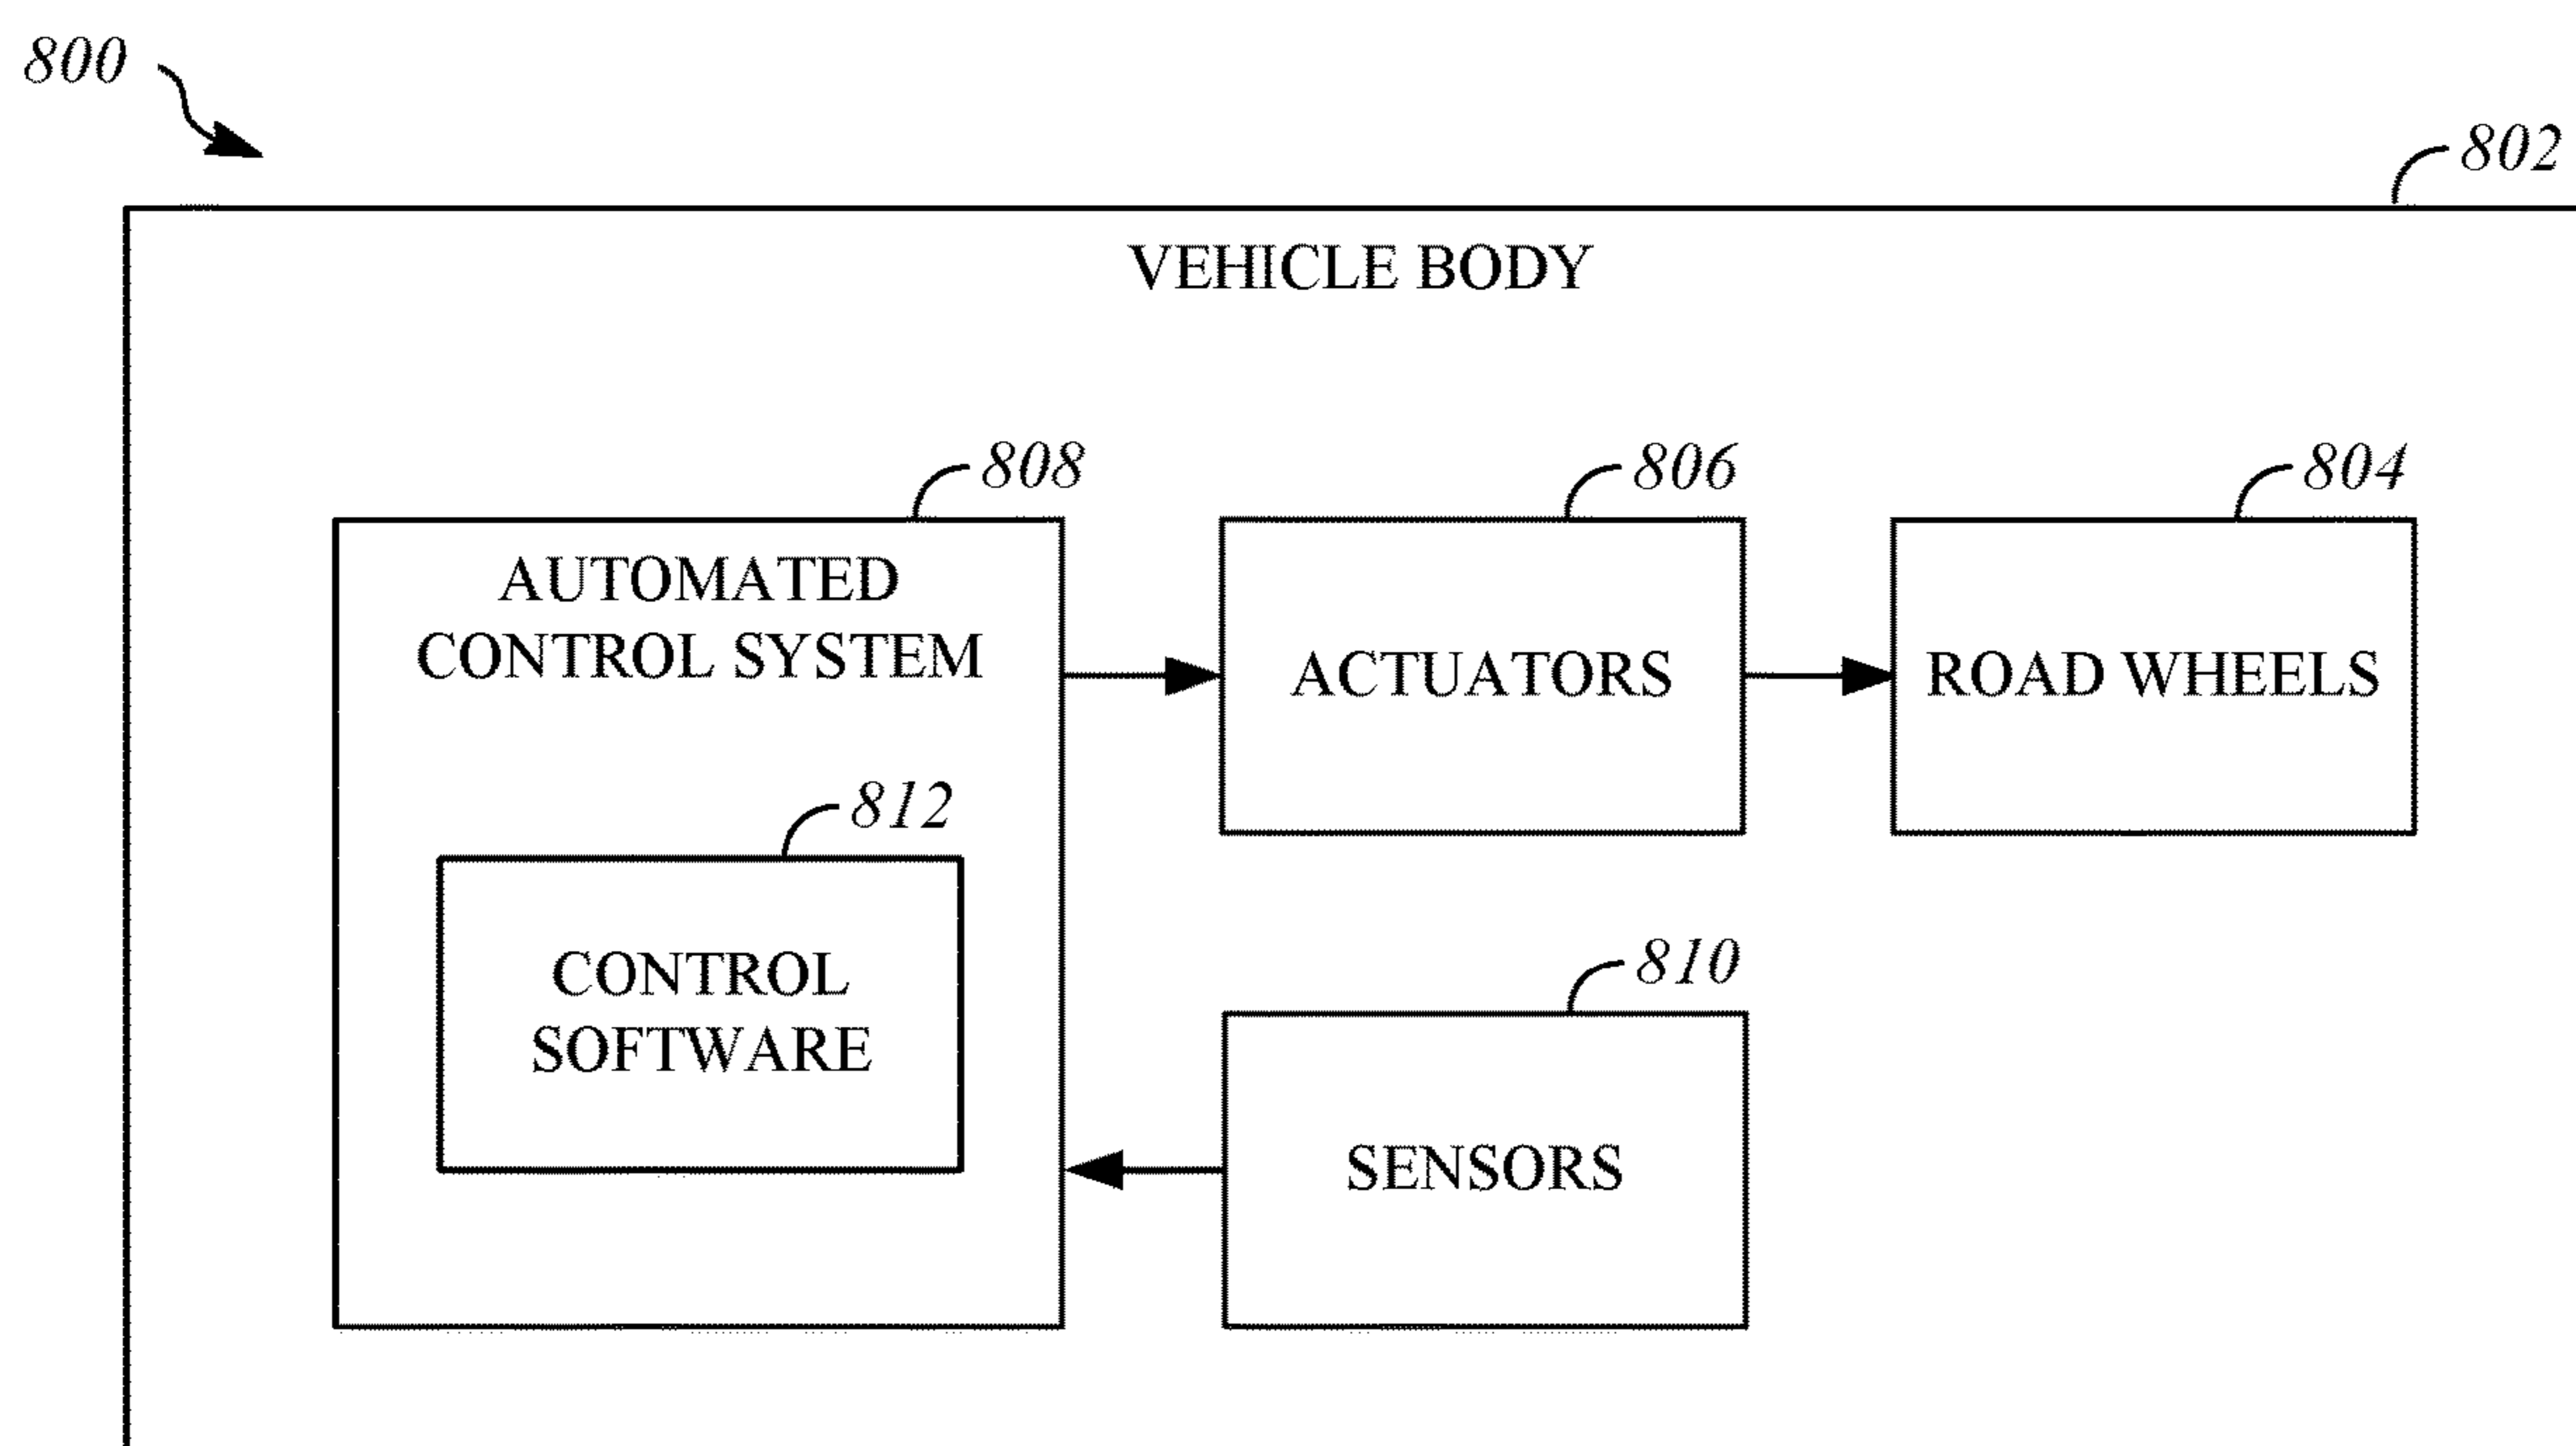 800
802
VEHICLE BODY
808
806
804
AUTOMATED
CONTROL SYSTEM
ACTUATORS
ROAD WHEELS
812
CONTROL
SOFTWARE
810
SENSORS